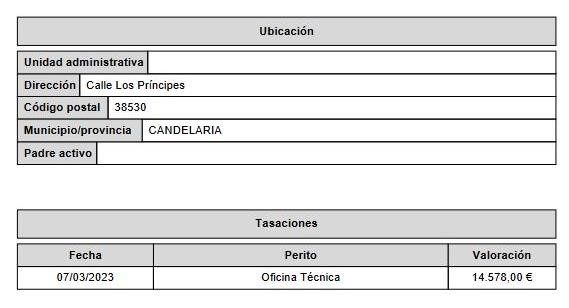 Ubicación
Unidad administrativa
Dirección Calle Los Príncipes
Código postal 38530
Municipio/provincia CANDELARIA
Padre activo
Tasaciones
Fecha Perito Valoración
07/03/2023 Oficina Técnica 14.578,00 €